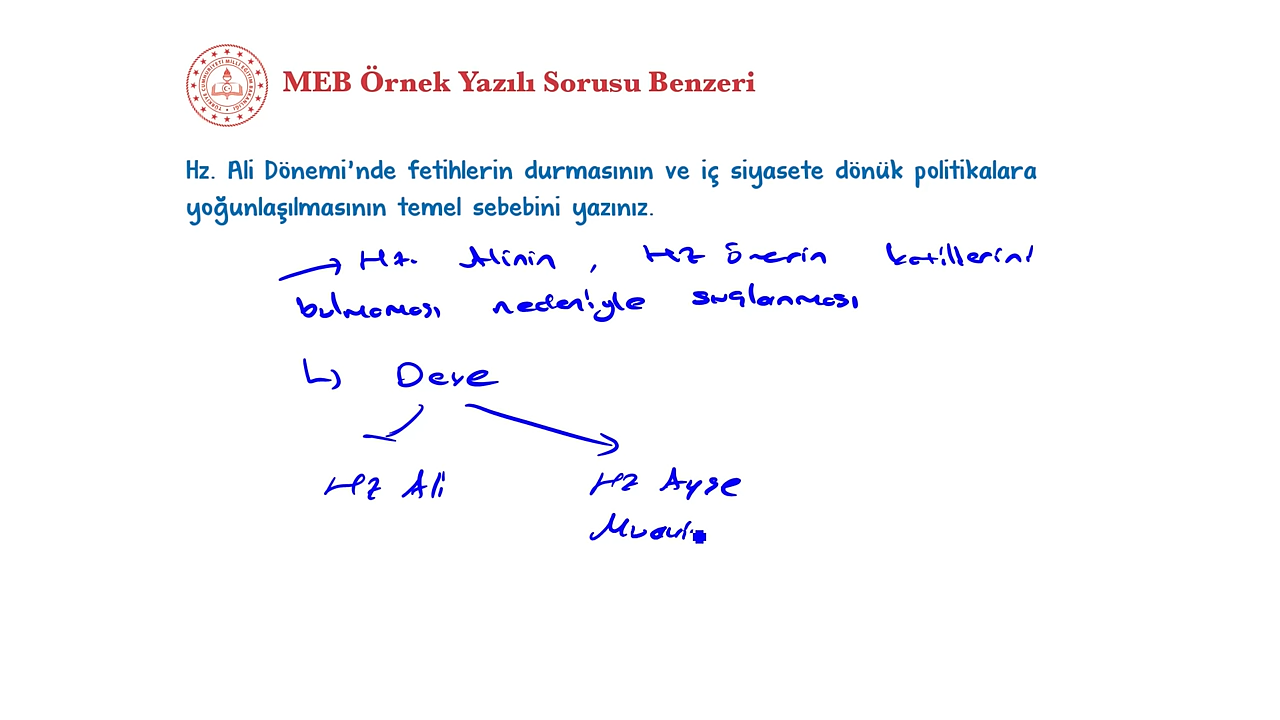 MEB Örnek Yazılı Sorusu Benzeri
Hz. Ali Dönemi'nde fetihlerin durmasının ve iç siyasete dönük politikalara
yoğunlaşılmasının temel sebebini yazınız.
→ Hz. Alinin, HZ Ömerin katillerini
bulmaması nedeniyle suçlanması
↳ Deve
HZ Ali HZ Ayşe
Muavi